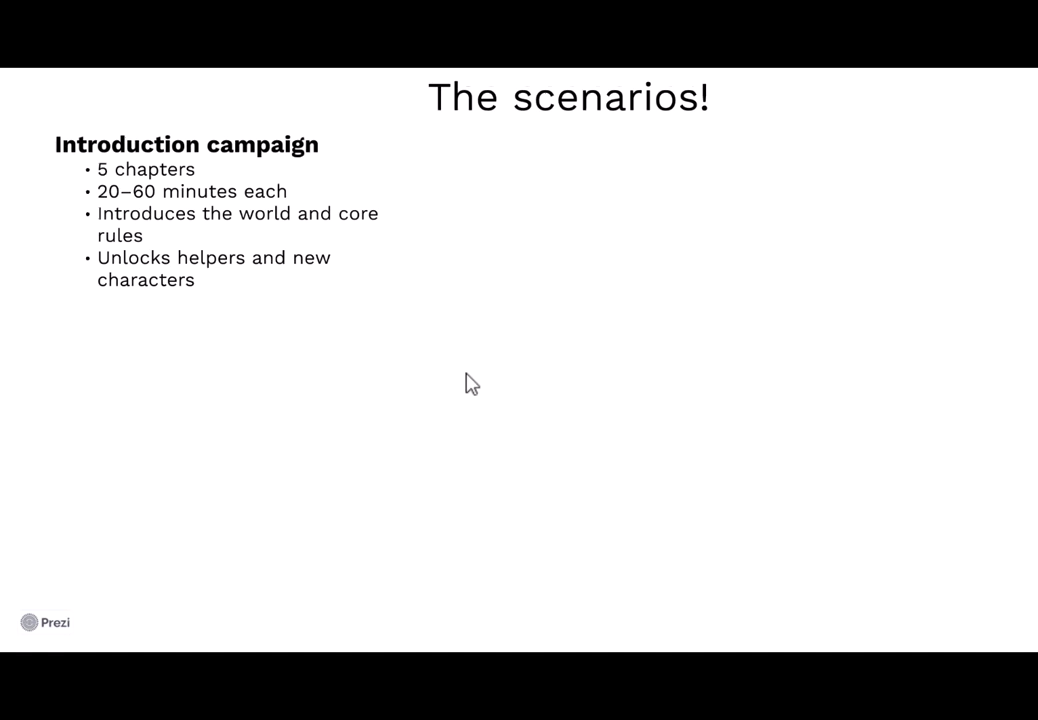 The scenarios!
Introduction campaign
• 5 chapters
• 20–60 minutes each
• Introduces the world and core
rules
• Unlocks helpers and new
characters
Prezi